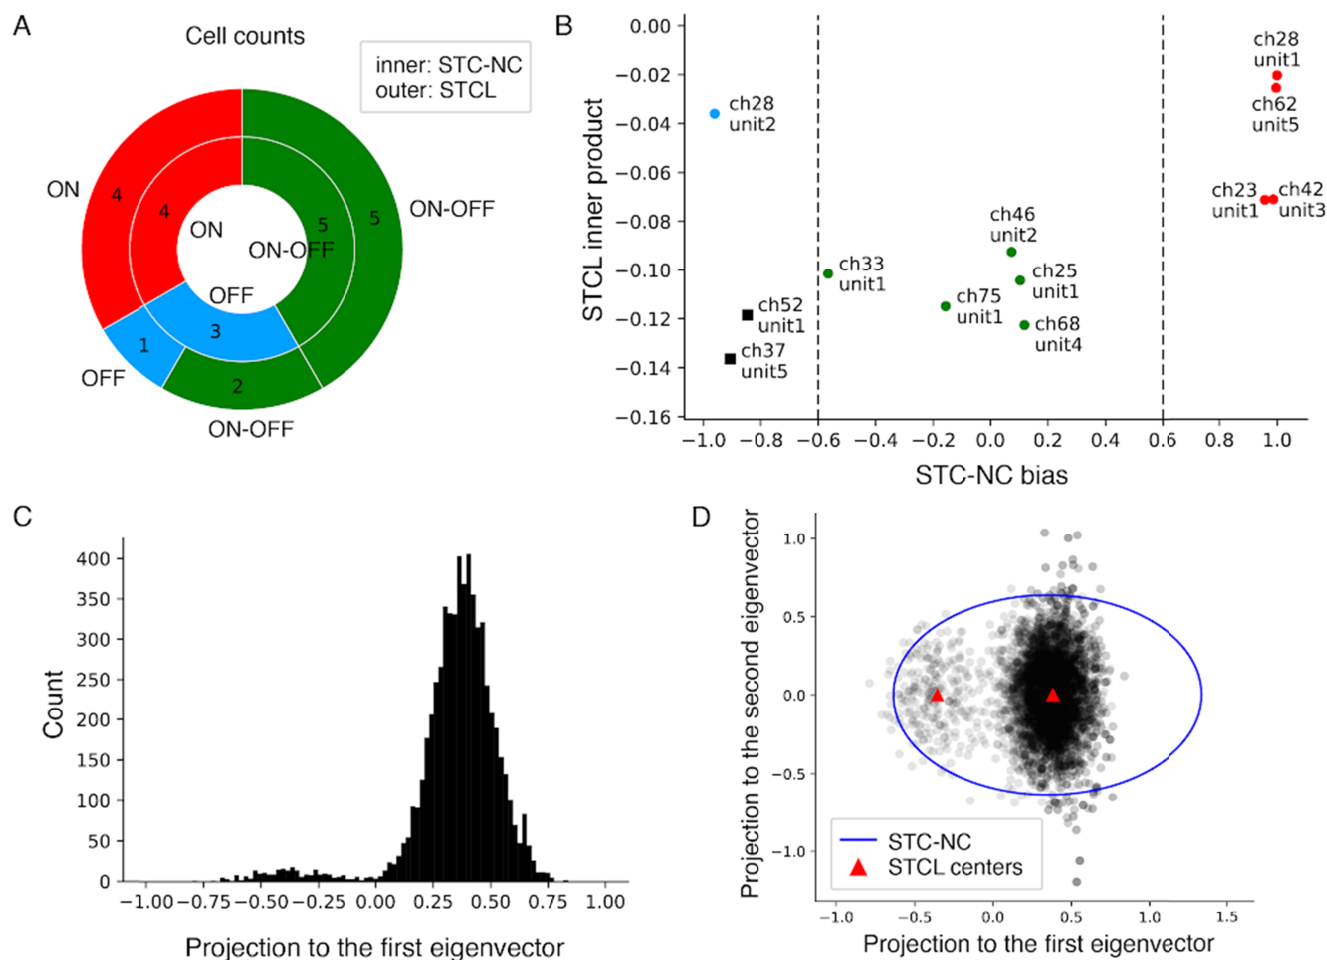 A
Cell counts
inner: STC-NC
outer: STCL
ON
4
4
ON
5
ON-OFF
5
ON-OFF
OFF
3
1
OFF
2
ON-OFF
B
STCL inner product
0.00
−0.02
−0.04
−0.06
−0.08
−0.10
−0.12
−0.14
−0.16
ch28
unit1
ch62
unit5
ch28
unit2
ch23
unit1
ch42
unit3
ch46
unit2
ch33
unit1
ch25
unit1
ch75
unit1
ch68
unit4
ch52
unit1
ch37
unit5
−1.0 −0.8 −0.6 −0.4 −0.2 0.0 0.2 0.4 0.6 0.8 1.0
STC-NC bias
C
Count
400
350
300
250
200
150
100
50
0
−1.00 −0.75 −0.50 −0.25 0.00 0.25 0.50 0.75 1.00
Projection to the first eigenvector
D
Projection to the second eigenvector
1.0
0.5
0.0
−0.5
−1.0
STC-NC
STCL centers
−1.0 −0.5 0.0 0.5 1.0 1.5
Projection to the first eigenvector